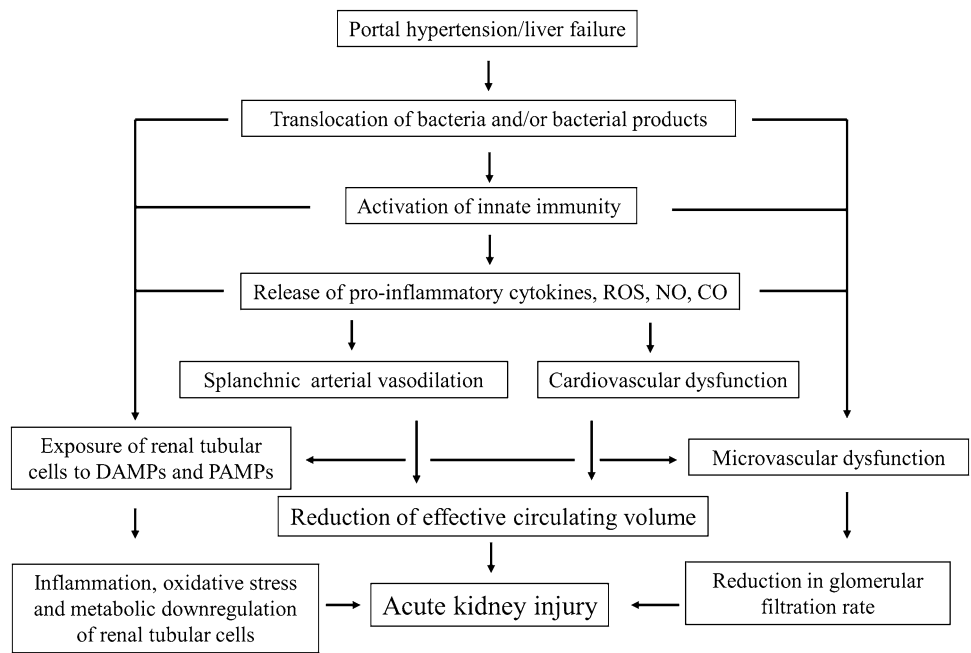 Portal hypertension/liver failure
Translocation of bacteria and/or bacterial products
Activation of innate immunity
Release of pro-inflammatory cytokines, ROS, NO, CO
Splanchnic arterial vasodilation
Cardiovascular dysfunction
Exposure of renal tubular
cells to DAMPs and PAMPs
Microvascular dysfunction
Reduction of effective circulating volume
Inflammation, oxidative stress
and metabolic downregulation
of renal tubular cells
Acute kidney injury
Reduction in glomerular
filtration rate